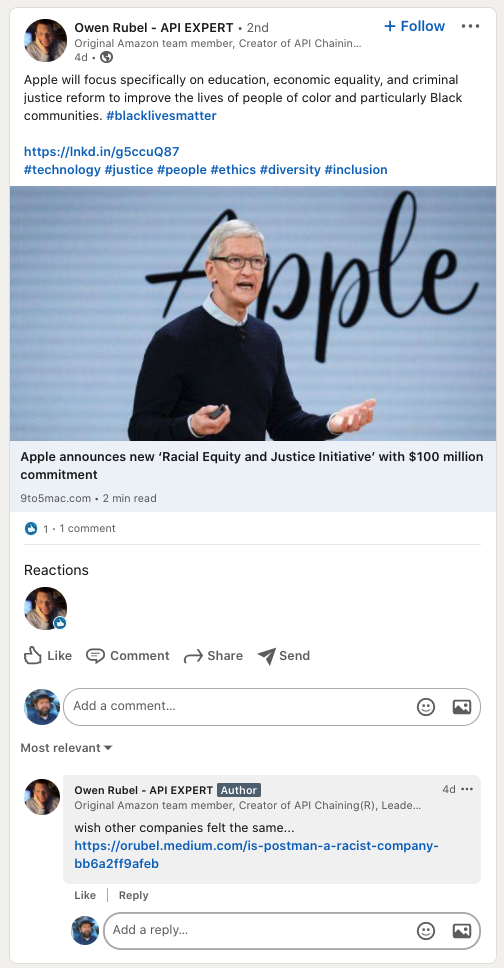 Owen Rubel - API EXPERT • 2nd
+ Follow
Original Amazon team member, Creator of API Chainin...
4d •
Apple will focus specifically on education, economic equality, and criminal
justice reform to improve the lives of people of color and particularly Black
communities. #blacklivesmatter
https://lnkd.in/g5ccuQ87
#technology #justice #people #ethics #diversity #inclusion
Apple
Apple announces new ‘Racial Equity and Justice Initiative’ with $100 million
commitment
9to5mac.com • 2 min read
1 · 1 comment
Reactions
Like
Comment
Share
Send
Add a comment...
Most relevant
Owen Rubel - API EXPERT Author
4d
Original Amazon team member, Creator of API Chaining(R), Leade...
wish other companies felt the same...
https://orubel.medium.com/is-postman-a-racist-company-
bb6a2ff9afeb
Like | Reply
Add a reply...